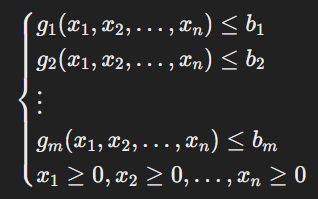 g₁(x₁, x₂, …, xₙ) ≤ b₁
g₂(x₁, x₂, …, xₙ) ≤ b₂
⋮
gₘ(x₁, x₂, …, xₙ) ≤ bₘ
x₁ ≥ 0, x₂ ≥ 0, …, xₙ ≥ 0